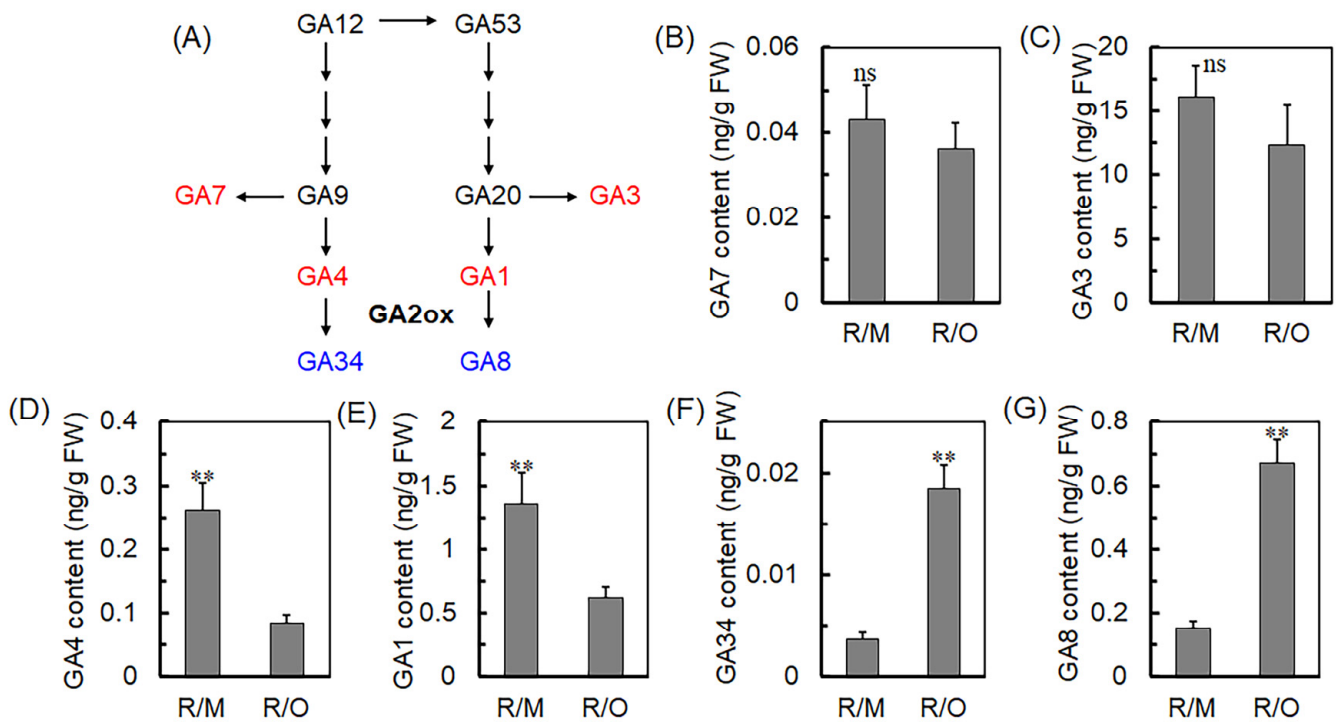 (A)
GA12 GA53
GA7 GA9 GA20 GA3
GA4 GA1
GA2ox
GA34 GA8
(B)
GA7 content (ng/g FW)
0.06
0.04
0.02
0
ns
R/M R/O
(C)
GA3 content (ng/g FW)
20
15
10
5
0
ns
R/M R/O
(D)
GA4 content (ng/g FW)
0.4
0.3
0.2
0.1
0
**
R/M R/O
(E)
GA1 content (ng/g FW)
2
1.5
1
0.5
0
**
R/M R/O
(F)
GA34 content (ng/g FW)
0.02
0.01
0
**
R/M R/O
(G)
GA8 content (ng/g FW)
0.8
0.6
0.4
0.2
0
**
R/M R/O